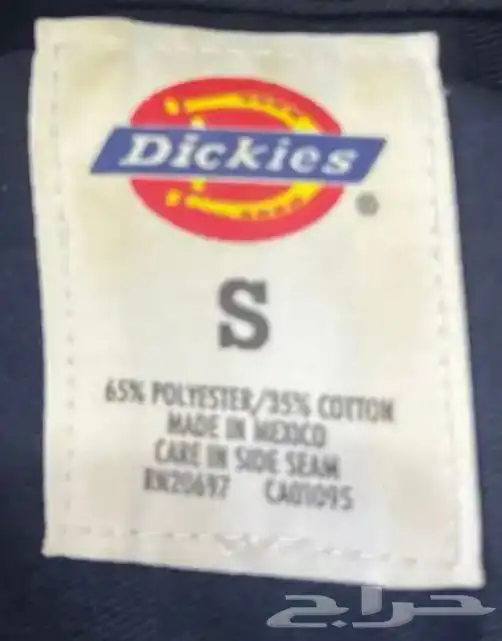 Dickies
®
S
65% POLYESTER/35% COTTON
MADE IN MEXICO
CARE IN SIDE SEAM
RN20697 CA01095
حراج